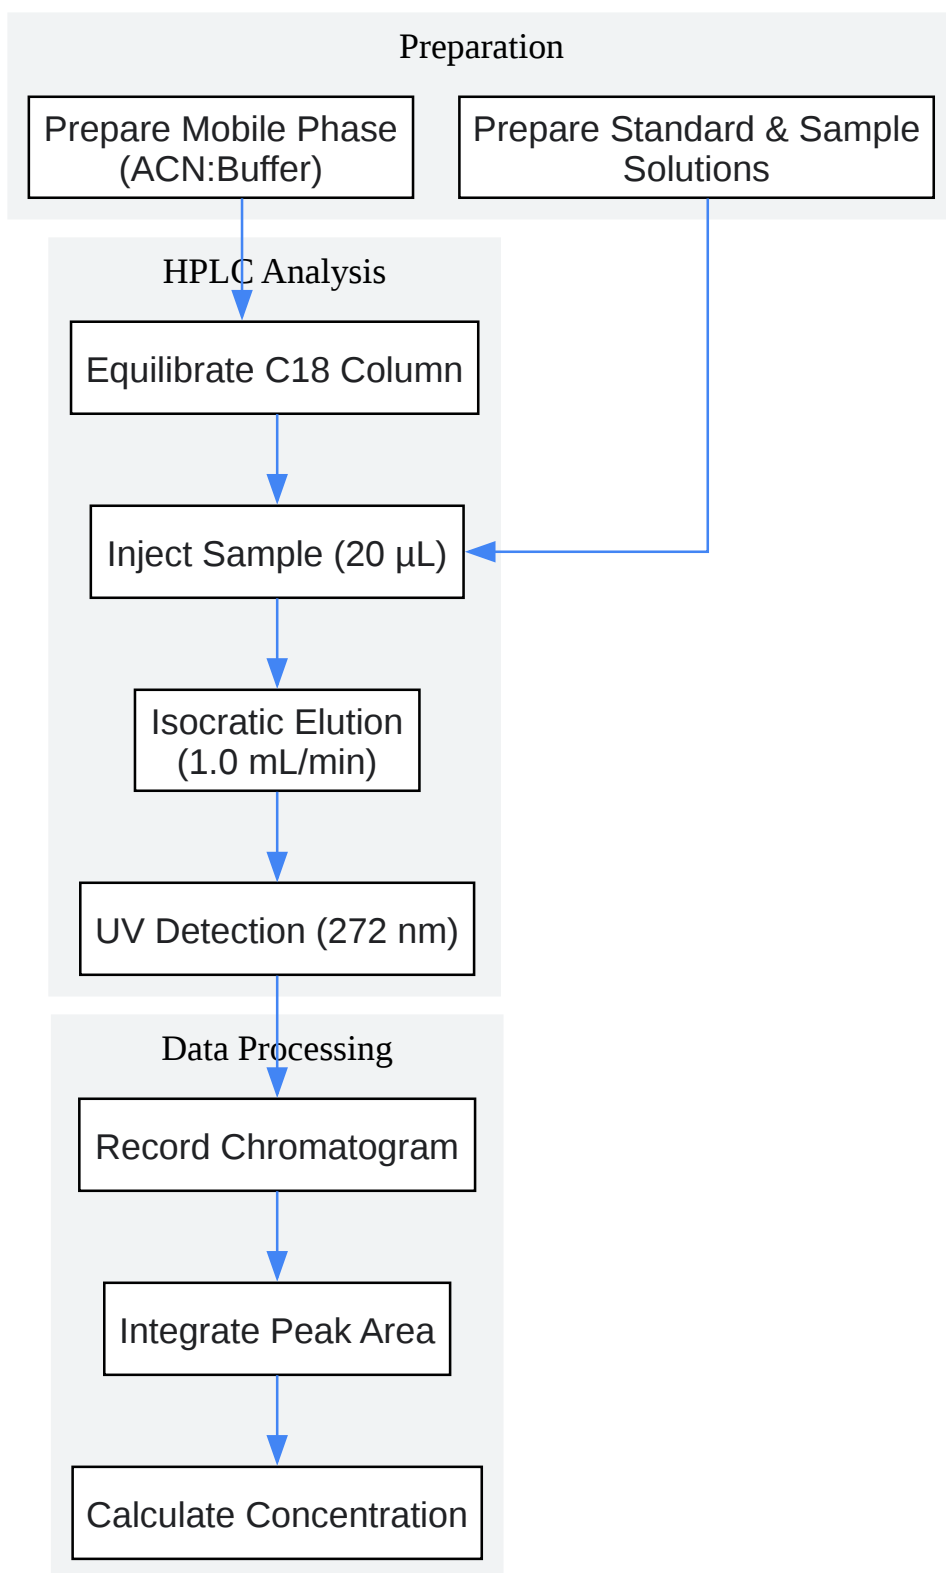 Preparation
Prepare Mobile Phase
(ACN:Buffer)
Prepare Standard & Sample
Solutions
HPLC Analysis
Equilibrate C18 Column
Inject Sample (20 µL)
Isocratic Elution
(1.0 mL/min)
UV Detection (272 nm)
Data Processing
Record Chromatogram
Integrate Peak Area
Calculate Concentration